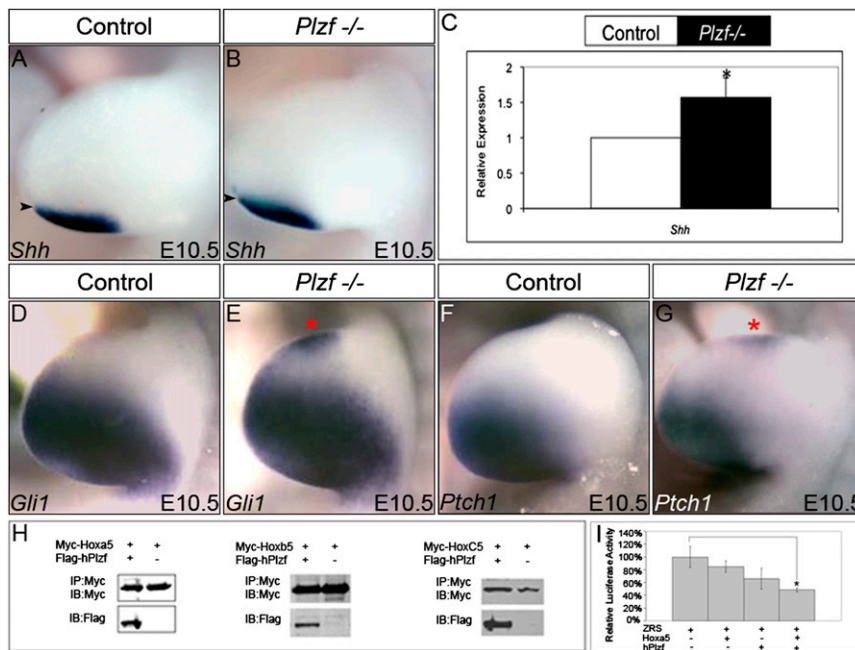 Control Plzf -/-
C
Control Plzf-/-
A
B
Relative Expression
2
1.5
1
0.5
0
*
Shh
Shh E10.5
Shh E10.5
Control Plzf -/- Control Plzf -/-
D
E *
F
G *
Gli1 E10.5
Gli1 E10.5
Ptch1 E10.5
Ptch1 E10.5
H
Myc-Hoxa5 + +
Flag-hPlzf + -
IP:Myc
IB:Myc
IB:Flag
Myc-Hoxb5 + +
Flag-hPlzf + -
IP:Myc
IB:Myc
IB:Flag
Myc-HoxC5 + +
Flag-hPlzf + -
IP:Myc
IB:Myc
IB:Flag
I
Relative Luciferase Activity
140%
120%
100%
80%
60%
40%
20%
0%
*
ZRS + + + +
Hoxa5 - + - +
hPlzf - - + +